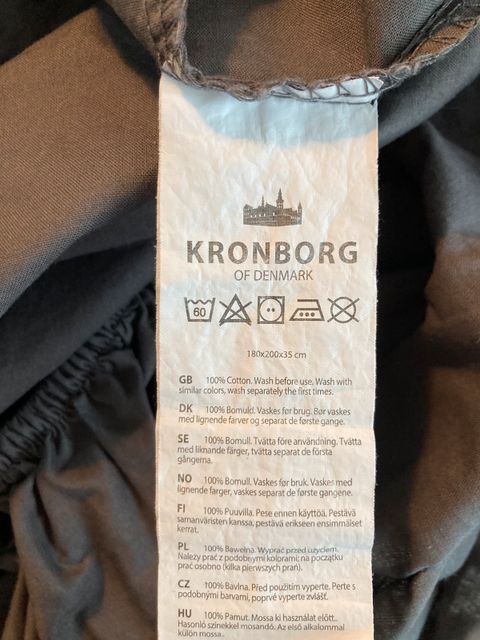 KRONBORG
OF DENMARK
60
180x200x35 cm
GB 100% Cotton. Wash before use. Wash with
similar colors, wash separately the first times.
DK 100% Bomuld. Vaskes før brug. Bør vaskes
med lignende farver og separat de første gange.
SE 100% Bomull. Tvätta före användning. Tvätta
med liknande färger, tvätta separat de första
gångerna.
NO 100% Bomull. Vaskes før bruk. Vaskes med
lignende farger, vaskes separat de første gangene.
FI 100% Puuvilla. Pese ennen käyttöä. Pestävä
samanväristen kanssa, pestävä erikseen ensimmäiset
kerrat.
PL 100% Bawełna. Wyprać przed użyciem.
Należy prać z podobnymi kolorami; na początku
prać osobno (kilka pierwszych prań).
CZ 100% Bavlna. Před použitím vyperte. Perte s
podobnými barvami, poprvé vyperte zvlášť.
HU 100% Pamut. Mossa ki használat előtt..
Hasonló színekkel mosandó. Az első alkalommal
külön mossa..